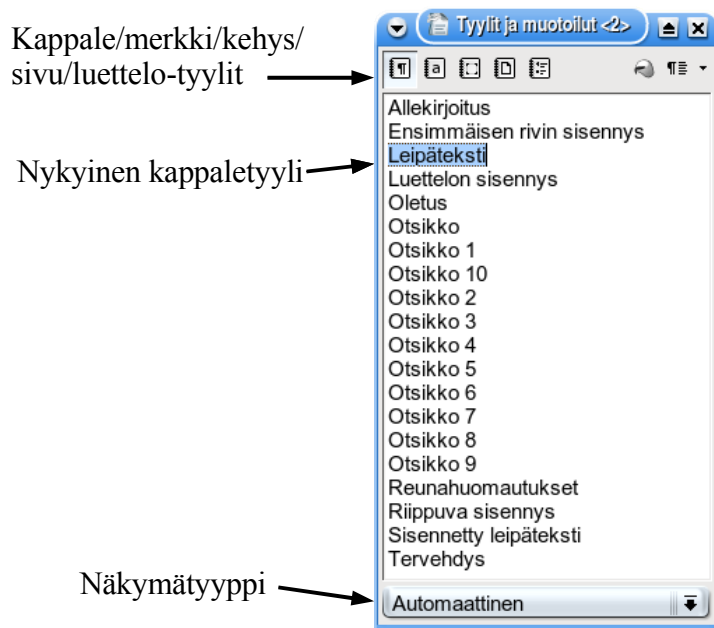 Kappale/merkki/kehys/
sivu/luettelo-tyylit
Nykyinen kappaletyyli
Näkymätyyppi
Tyylit ja muotoilut <2>
Allekirjoitus
Ensimmäisen rivin sisennys
Leipäteksti
Luettelon sisennys
Oletus
Otsikko
Otsikko 1
Otsikko 10
Otsikko 2
Otsikko 3
Otsikko 4
Otsikko 5
Otsikko 6
Otsikko 7
Otsikko 8
Otsikko 9
Reunahuomautukset
Riippuva sisennys
Sisennetty leipäteksti
Tervehdys
Automaattinen